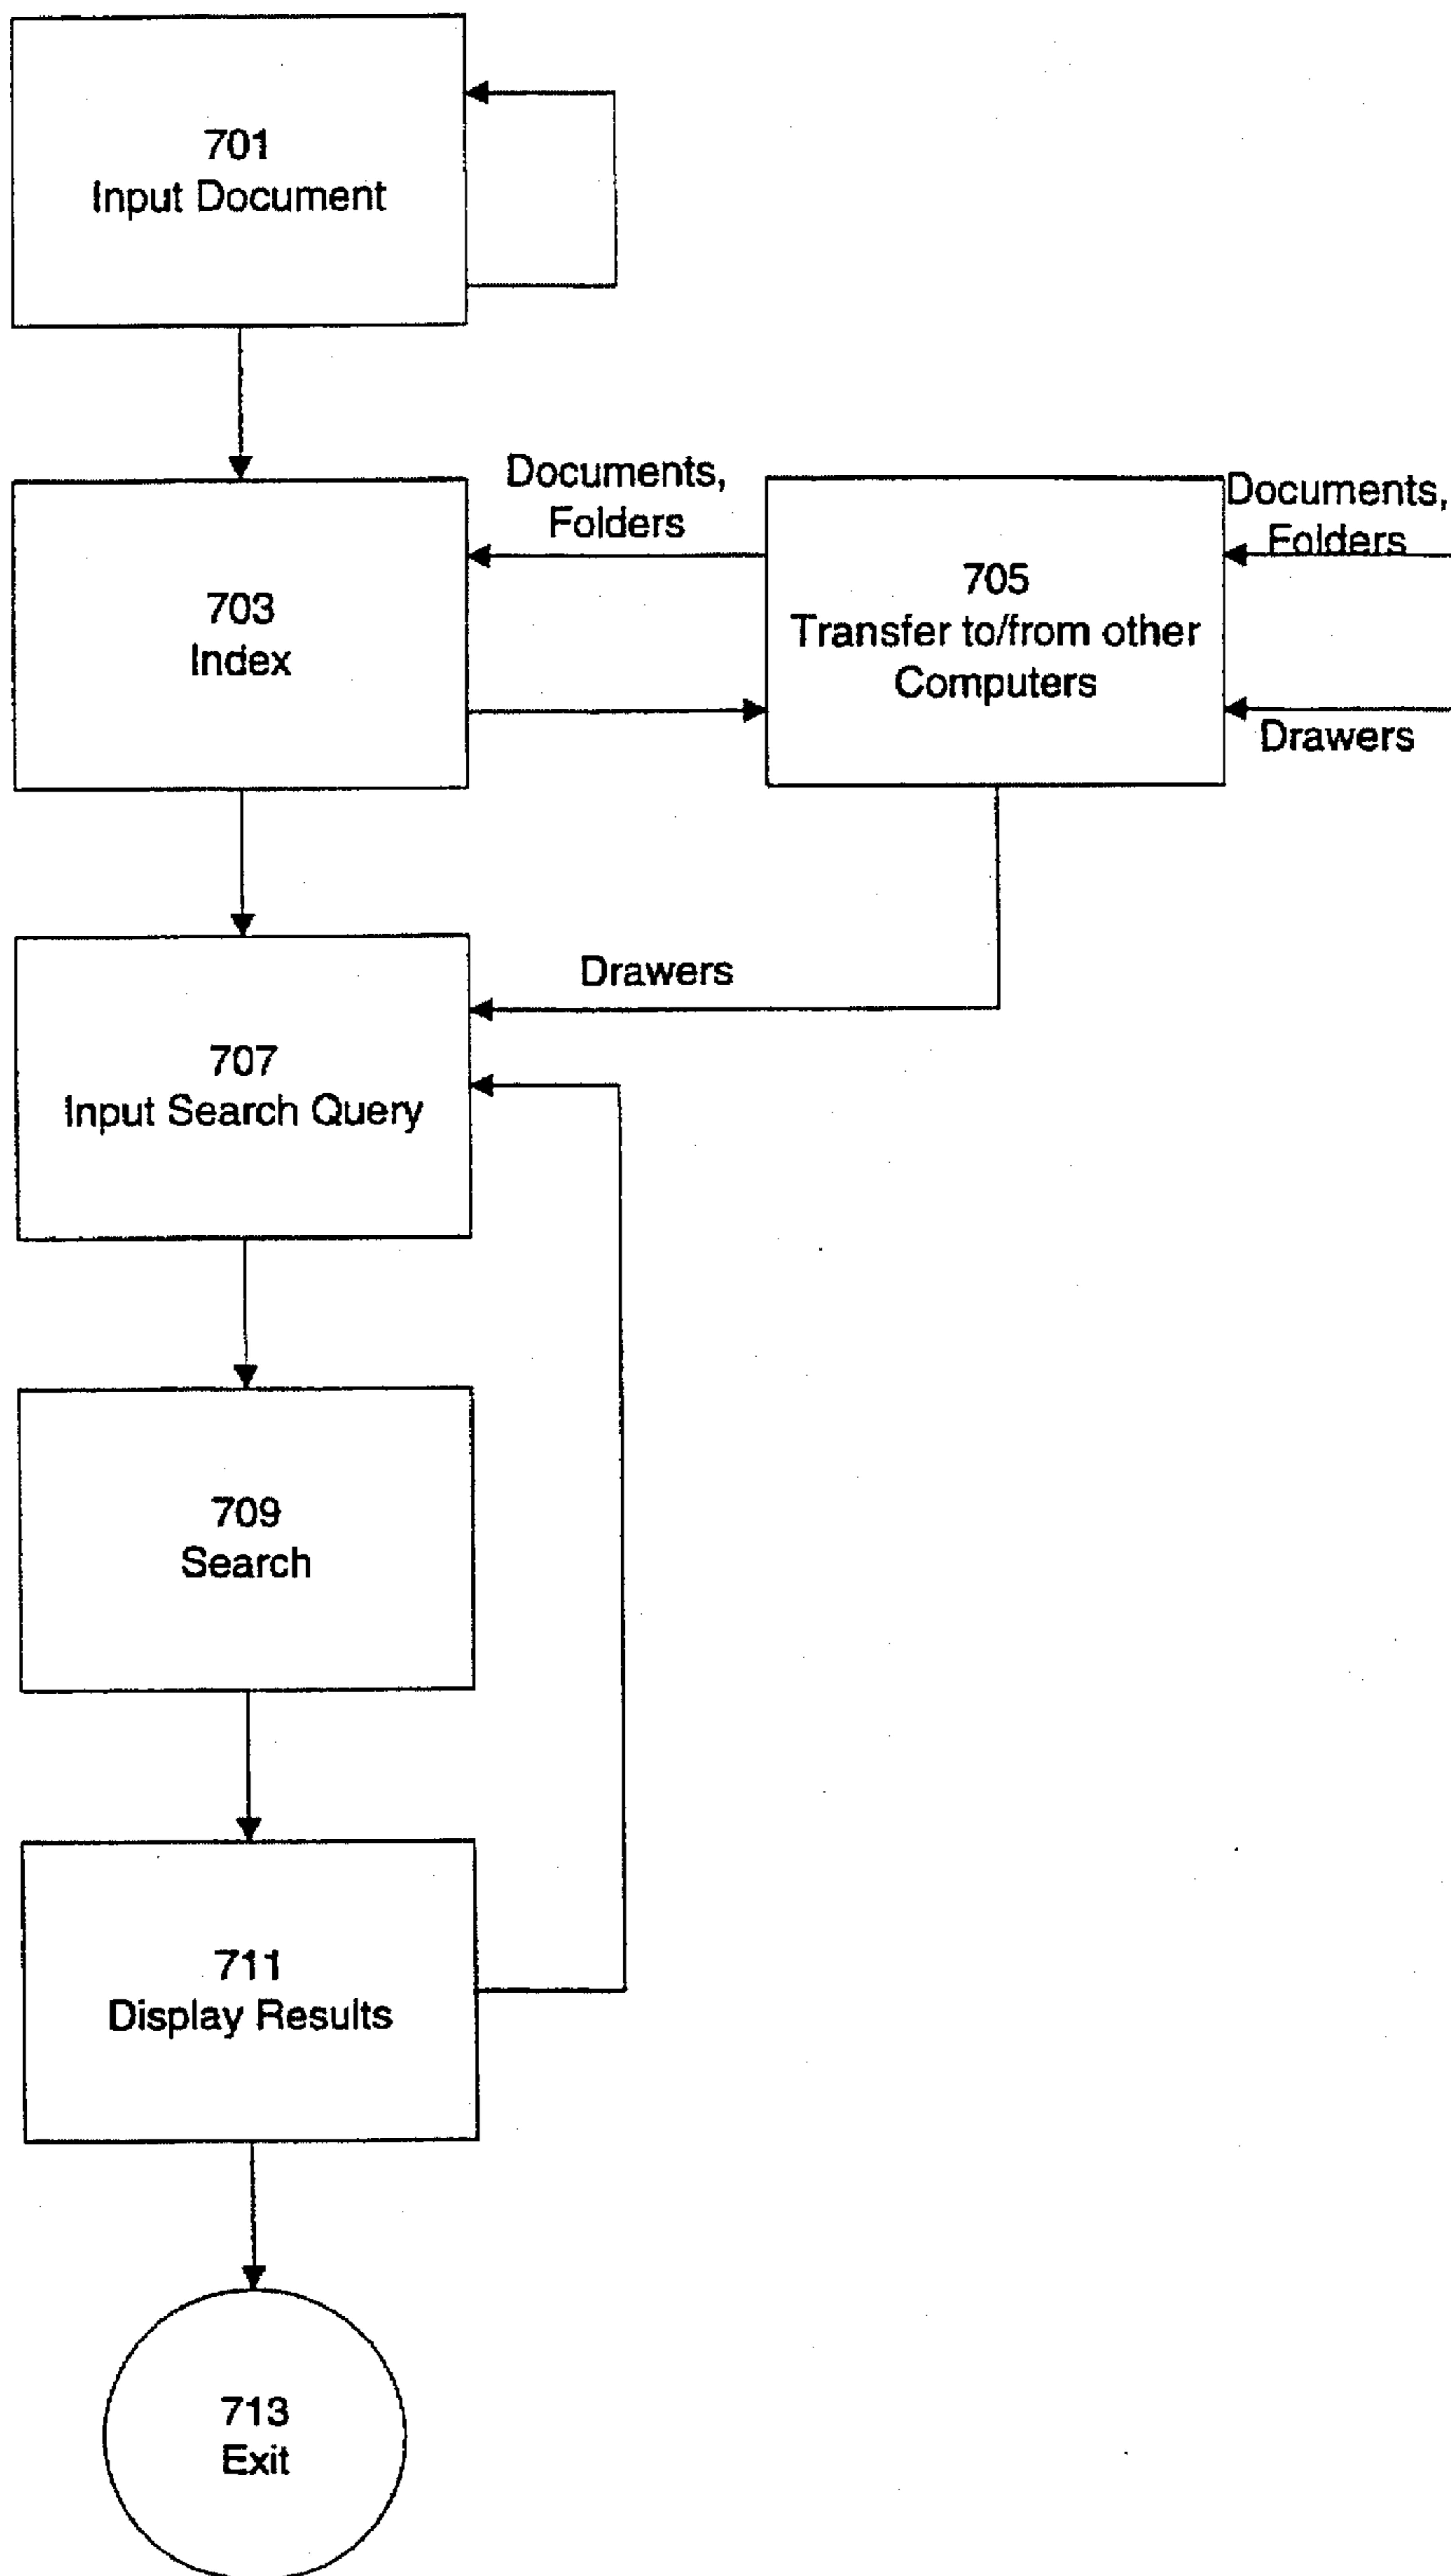 701
Input Document
Documents,
Folders
703
Index
705
Transfer to/from other
Computers
Documents,
Folders
Drawers
Drawers
707
Input Search Query
709
Search
711
Display Results
713
Exit